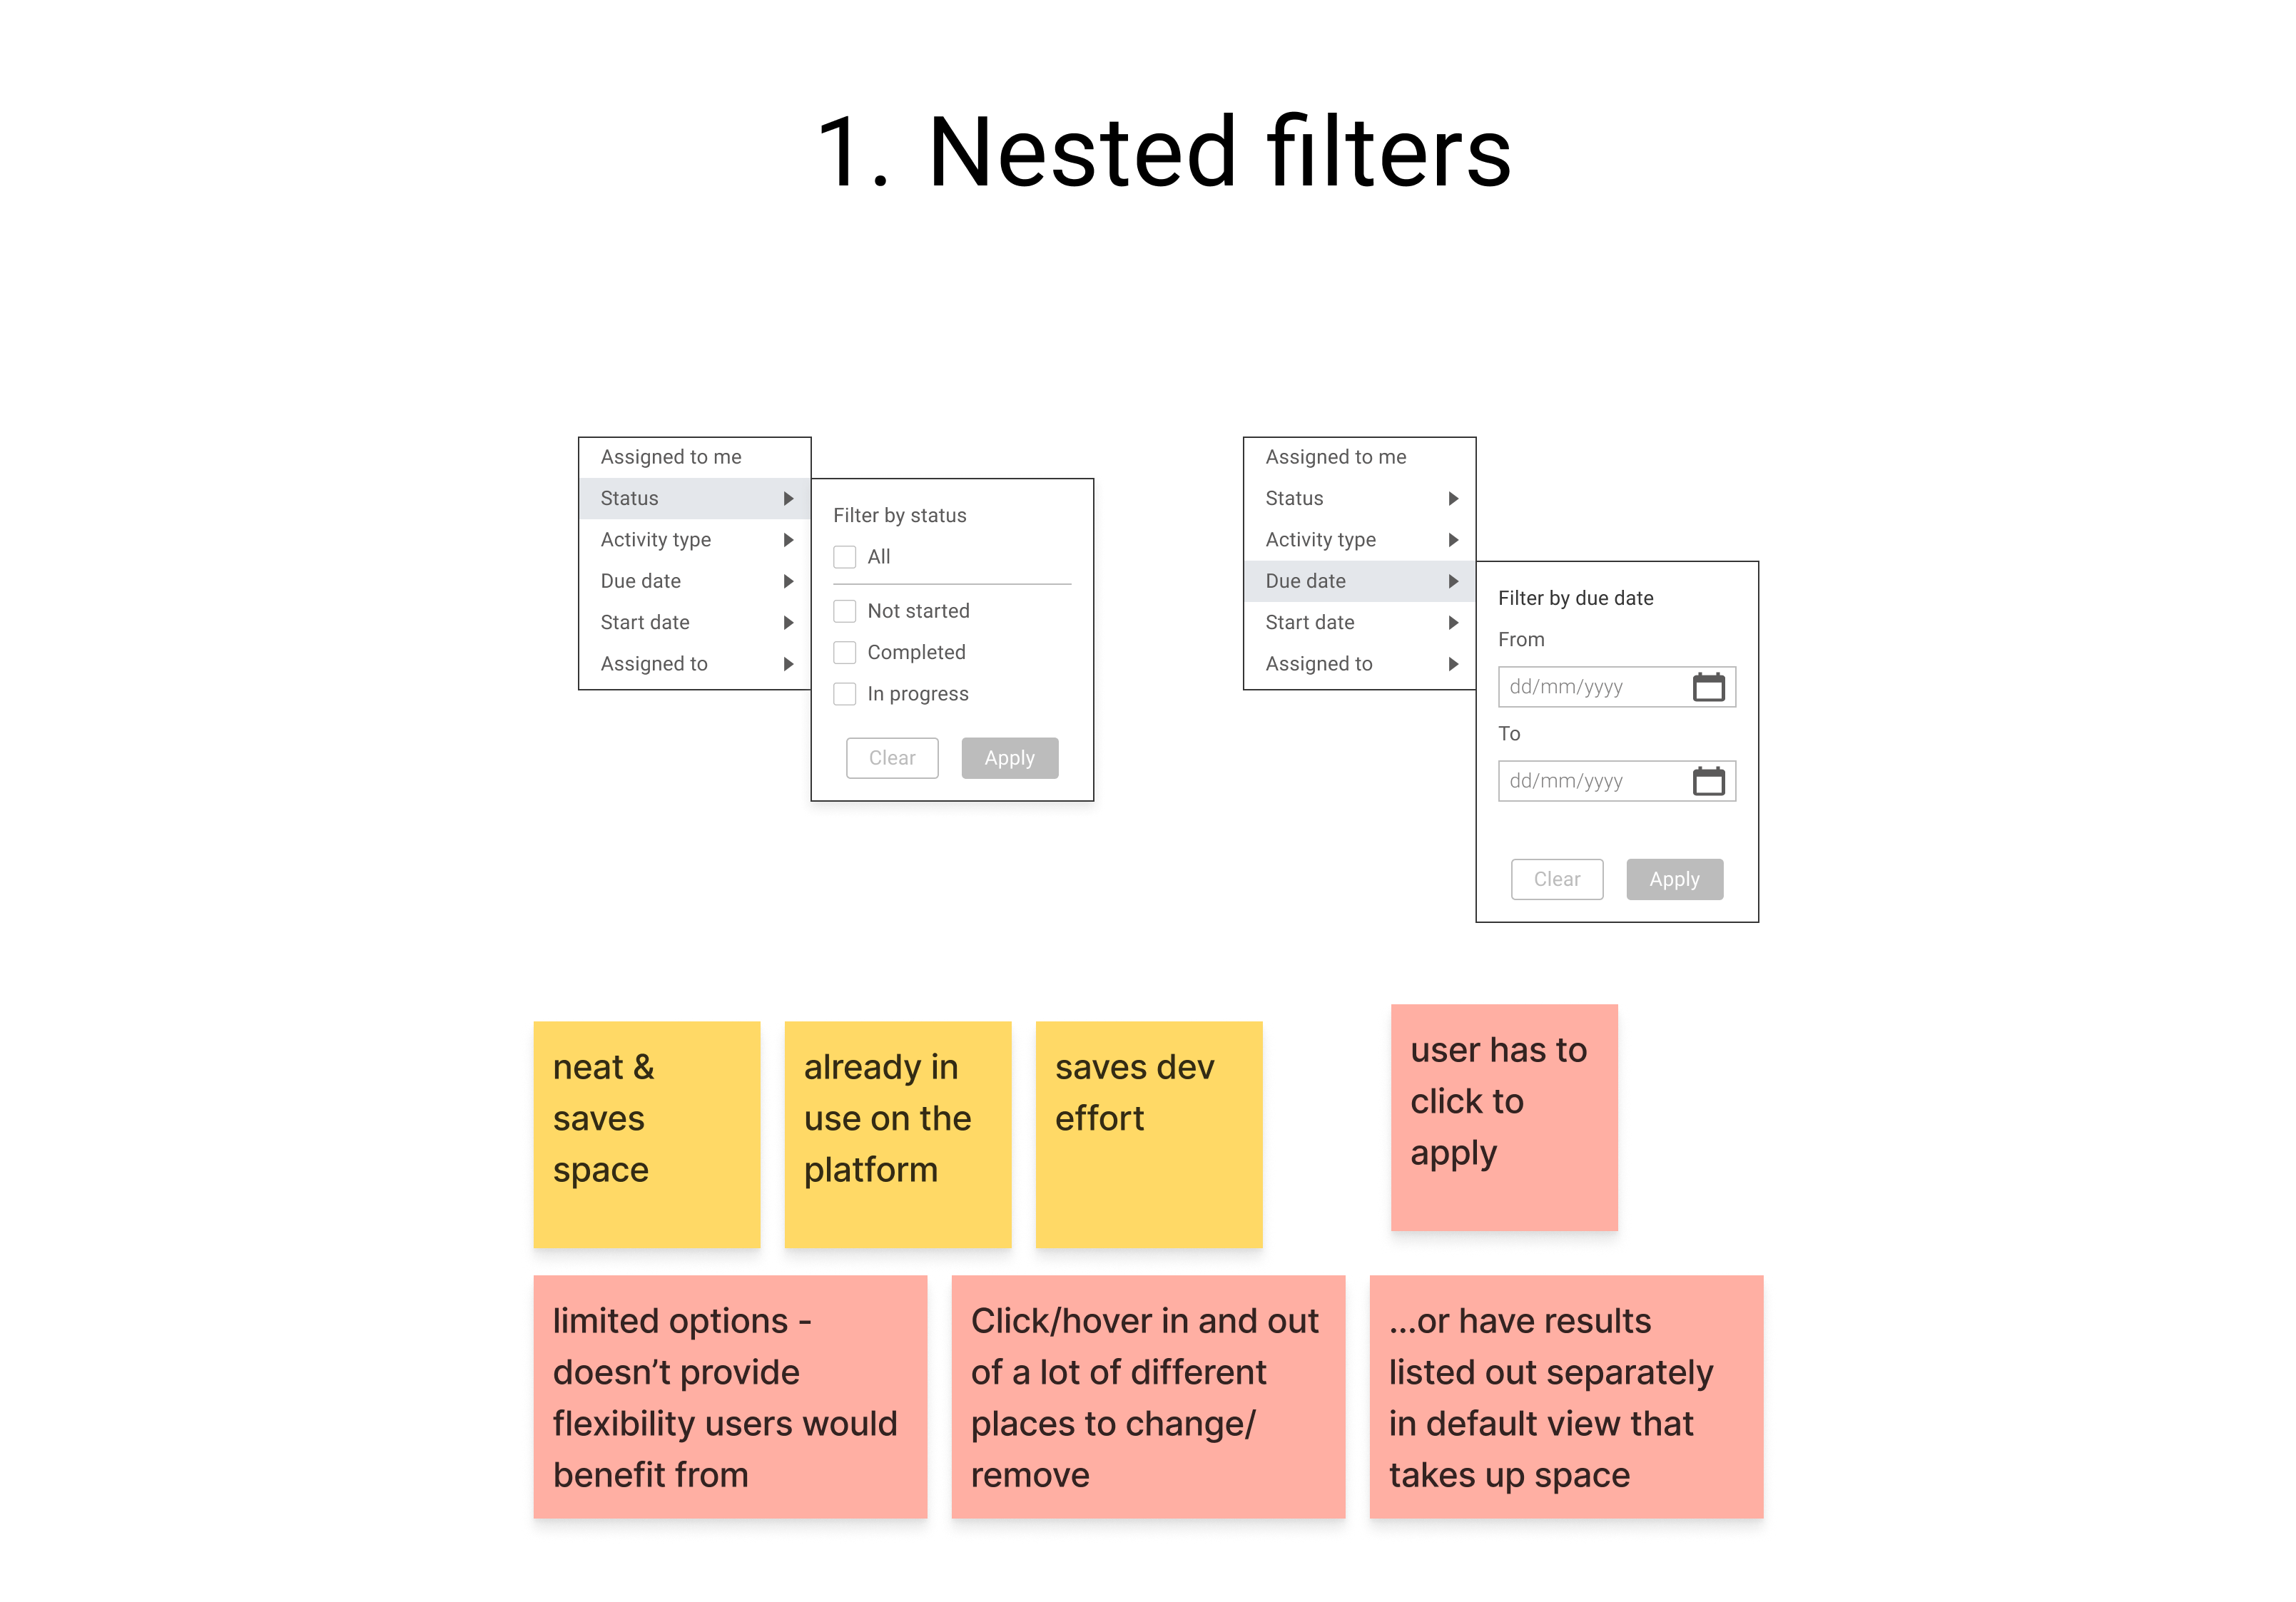 1. Nested filters
Assigned to me
Status
Activity type
Due date
Start date
Assigned to
Filter by status
All
Not started
Completed
In progress
Clear
Apply
Assigned to me
Status
Activity type
Due date
Start date
Assigned to
Filter by due date
From
dd/mm/yyyy
To
dd/mm/yyyy
Clear
Apply
neat &
saves
space
already in
use on the
platform
saves dev
effort
user has to
click to
apply
limited options -
doesn’t provide
flexibility users would
benefit from
Click/hover in and out
of a lot of different
places to change/
remove
...or have results
listed out separately
in default view that
takes up space